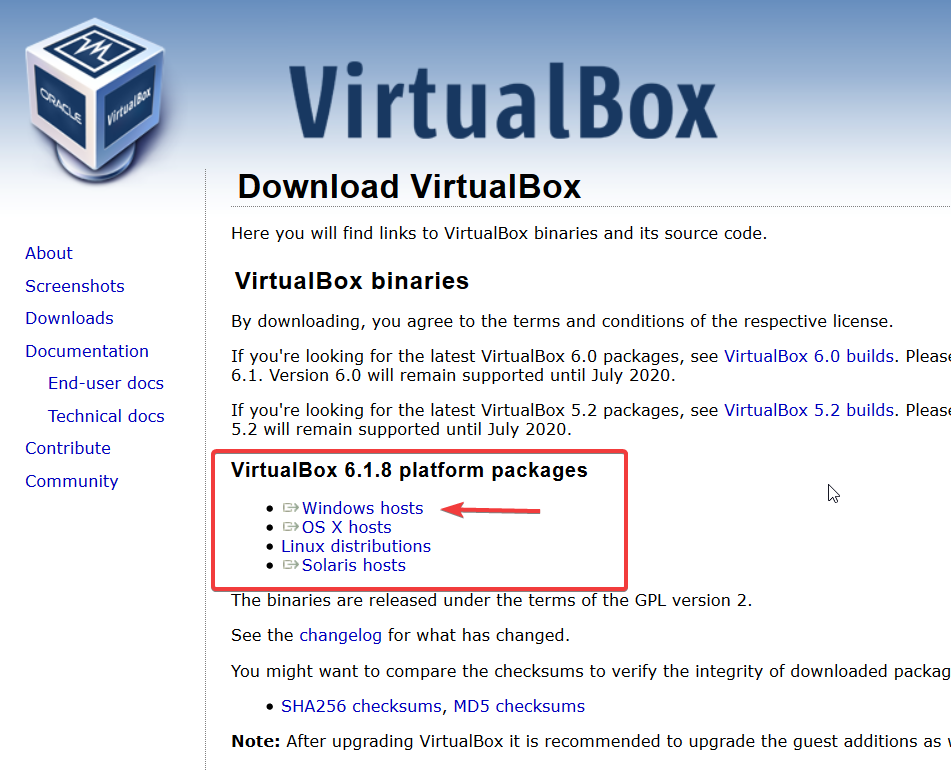 ORACLE
VirtualBox
VirtualBox
Download VirtualBox
Here you will find links to VirtualBox binaries and its source code.
About
Screenshots
Downloads
Documentation
End-user docs
Technical docs
Contribute
Community
VirtualBox binaries
By downloading, you agree to the terms and conditions of the respective license.
If you're looking for the latest VirtualBox 6.0 packages, see VirtualBox 6.0 builds. Please
6.1. Version 6.0 will remain supported until July 2020.
If you're looking for the latest VirtualBox 5.2 packages, see VirtualBox 5.2 builds. Please
5.2 will remain supported until July 2020.
VirtualBox 6.1.8 platform packages
• Windows hosts
• OS X hosts
• Linux distributions
• Solaris hosts
The binaries are released under the terms of the GPL version 2.
See the changelog for what has changed.
You might want to compare the checksums to verify the integrity of downloaded packag
• SHA256 checksums, MD5 checksums
Note: After upgrading VirtualBox it is recommended to upgrade the guest additions as